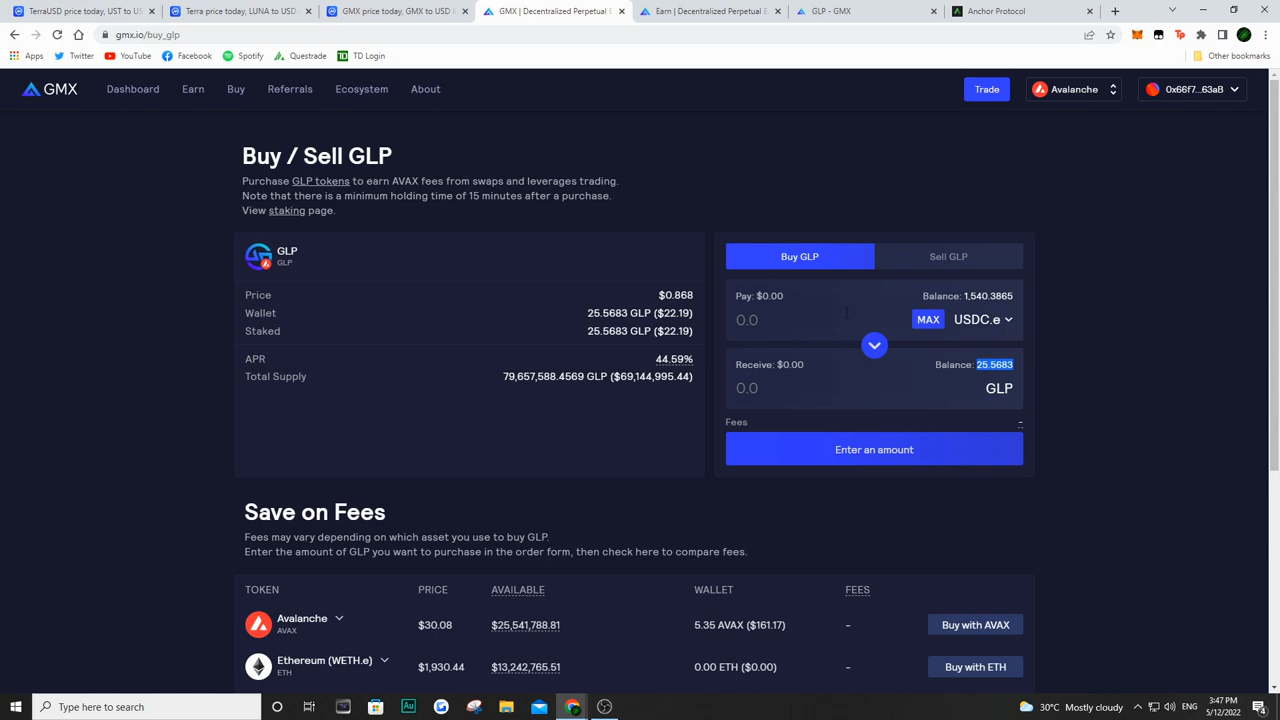 TerraUSD price today, UST to US
Terra price today, LUNA to USD
GMX price today, GMX to USD l
GMX | Decentralized Perpetual E
Earn | Decentralized Perpetual E
GLP - GMX
Anchor Protocol
gmx.io/buy_glp
Apps
Twitter
YouTube
Facebook
Spotify
Questrade
TD Login
Other bookmarks
GMX
Dashboard
Earn
Buy
Referrals
Ecosystem
About
Trade
Avalanche
0x66f7...63aB
Buy / Sell GLP
Purchase GLP tokens to earn AVAX fees from swaps and leverages trading.
Note that there is a minimum holding time of 15 minutes after a purchase.
View staking page.
GLP
GLP
Price $0.868
Wallet 25.5683 GLP ($22.19)
Staked 25.5683 GLP ($22.19)
APR 44.59%
Total Supply 79,657,588.4569 GLP ($69,144,995.44)
Buy GLP
Sell GLP
Pay: $0.00 Balance: 1,540.3865
0.0 MAX USDC.e
Receive: $0.00 Balance: 25.5683
0.0 GLP
Fees -
Enter an amount
Save on Fees
Fees may vary depending on which asset you use to buy GLP.
Enter the amount of GLP you want to purchase in the order form, then check here to compare fees.
TOKEN PRICE AVAILABLE WALLET FEES
Avalanche
AVAX
$30.08 $25,541,788.81 5.35 AVAX ($161.17) - Buy with AVAX
Ethereum (WETH.e)
ETH
$1,930.44 $13,242,765.51 0.00 ETH ($0.00) - Buy with ETH
Type here to search
30°C Mostly cloudy
ENG
3:47 PM
5/12/2022
4